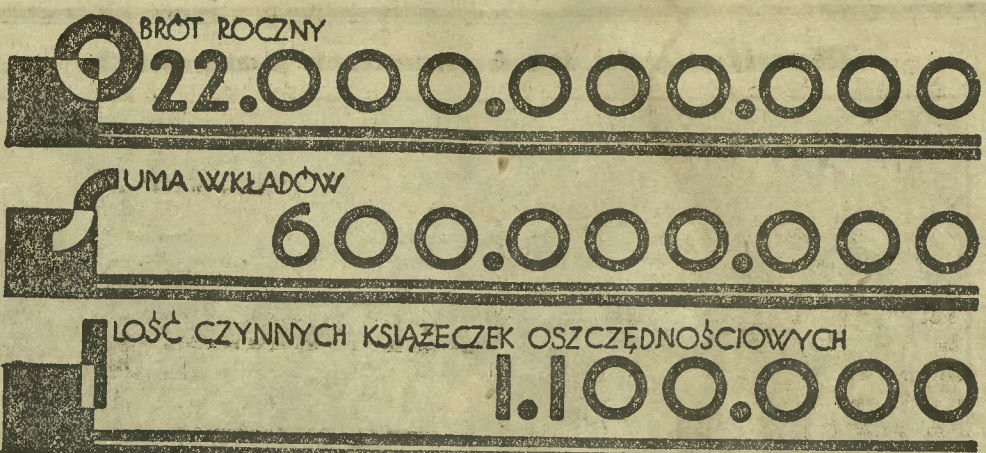 OBRÓT ROCZNY
22.000.000.000
SUMA WKŁADÓW
600.000.000
ILOŚĆ CZYNNYCH KSIĄŻECZEK OSZCZĘDNOŚCIOWYCH
1.100.000